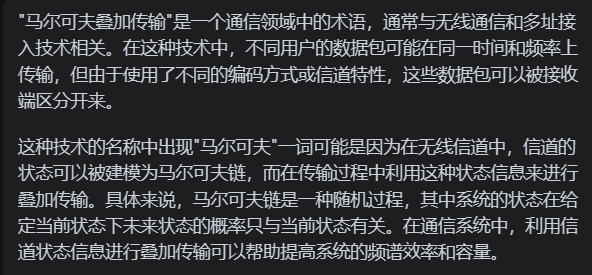 "马尔可夫叠加传输"是一个通信领域中的术语，通常与无线通信和多址接
入技术相关。在这种技术中，不同用户的数据包可能在同一时间和频率上
传输，但由于使用了不同的编码方式或信道特性，这些数据包可以被接收
端区分开来。
这种技术的名称中出现"马尔可夫"一词可能是因为在无线信道中，信道的
状态可以被建模为马尔可夫链，而在传输过程中利用这种状态信息来进行
叠加传输。具体来说，马尔可夫链是一种随机过程，其中系统的状态在给
定当前状态下未来状态的概率只与当前状态有关。在通信系统中，利用信
道状态信息进行叠加传输可以帮助提高系统的频谱效率和容量。